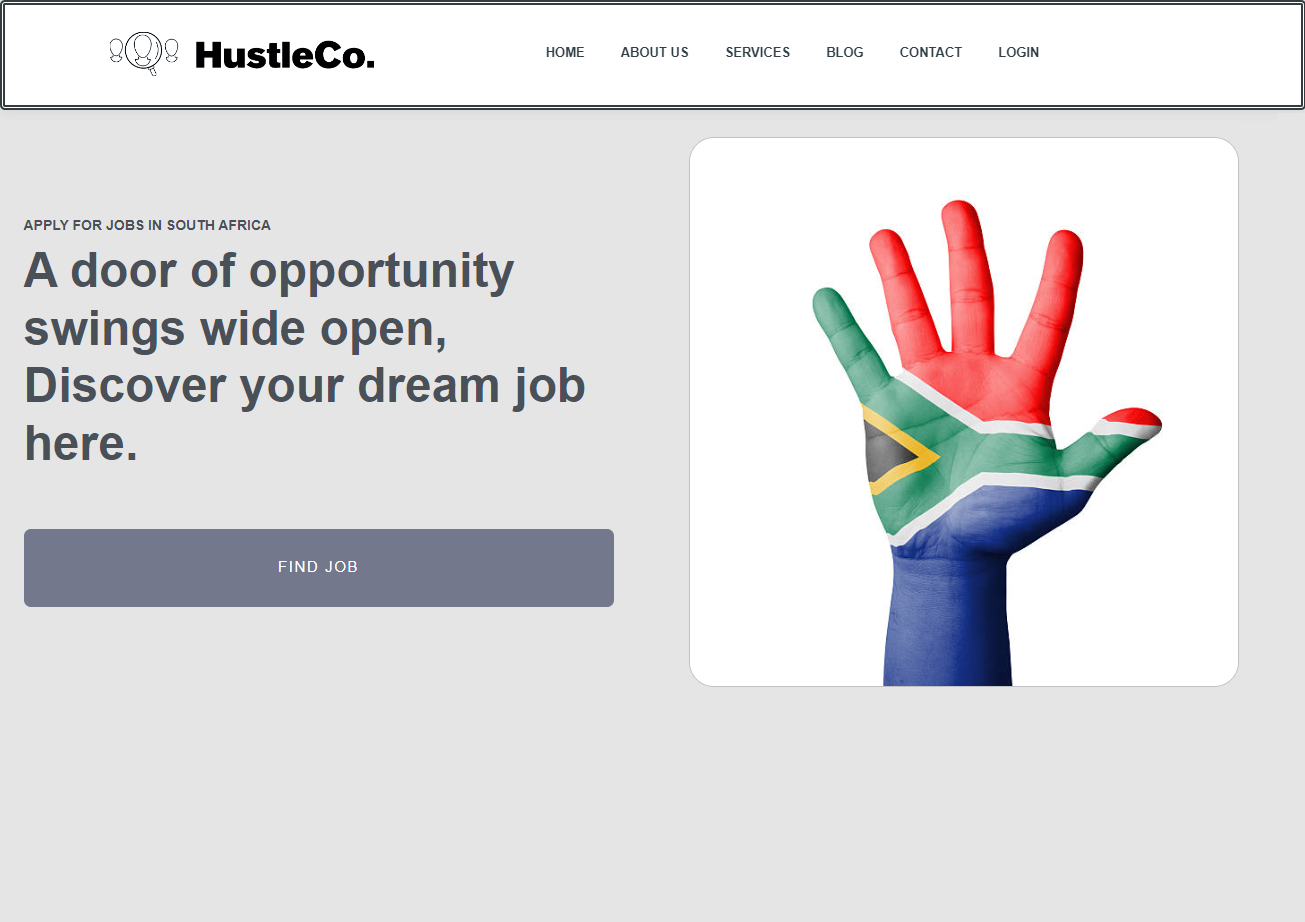 HustleCo.
HOME ABOUT US SERVICES BLOG CONTACT LOGIN
APPLY FOR JOBS IN SOUTH AFRICA
A door of opportunity
swings wide open,
Discover your dream job
here.
FIND JOB